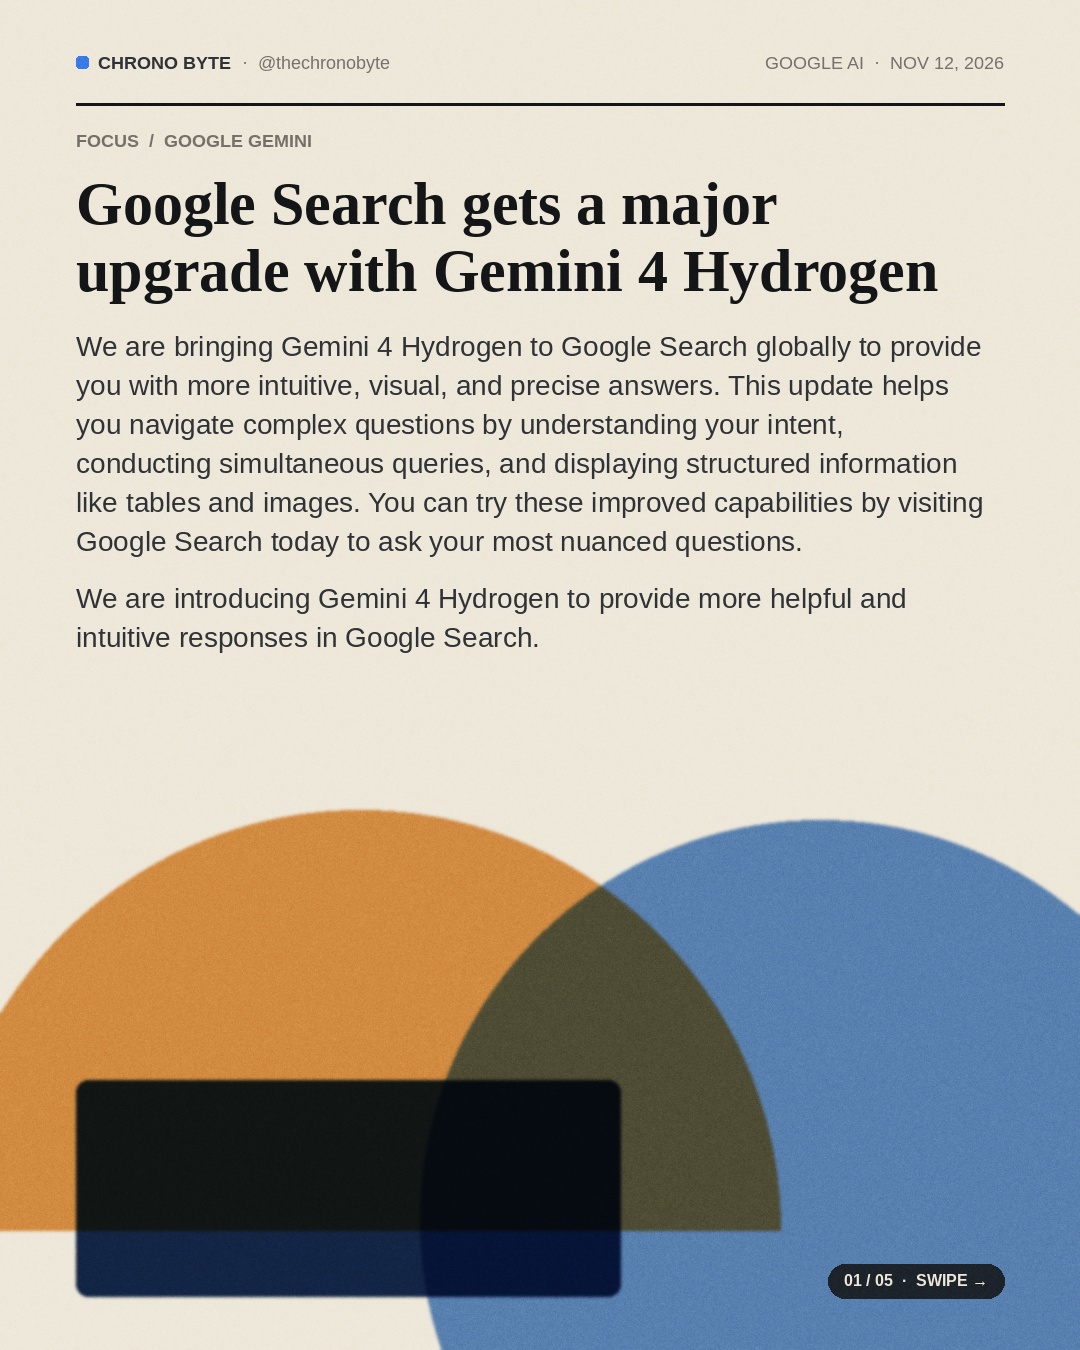 CHRONO BYTE · @thechronobyte
GOOGLE AI · NOV 12, 2026
FOCUS / GOOGLE GEMINI
Google Search gets a major
upgrade with Gemini 4 Hydrogen
We are bringing Gemini 4 Hydrogen to Google Search globally to provide
you with more intuitive, visual, and precise answers. This update helps
you navigate complex questions by understanding your intent,
conducting simultaneous queries, and displaying structured information
like tables and images. You can try these improved capabilities by visiting
Google Search today to ask your most nuanced questions.
We are introducing Gemini 4 Hydrogen to provide more helpful and
intuitive responses in Google Search.
01 / 05 · SWIPE →